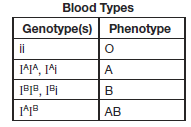 Blood Types
Genotype(s) Phenotype
ii O
IᴬIᴬ, Iᴬi A
IᴮIᴮ, Iᴮi B
IᴬIᴮ AB